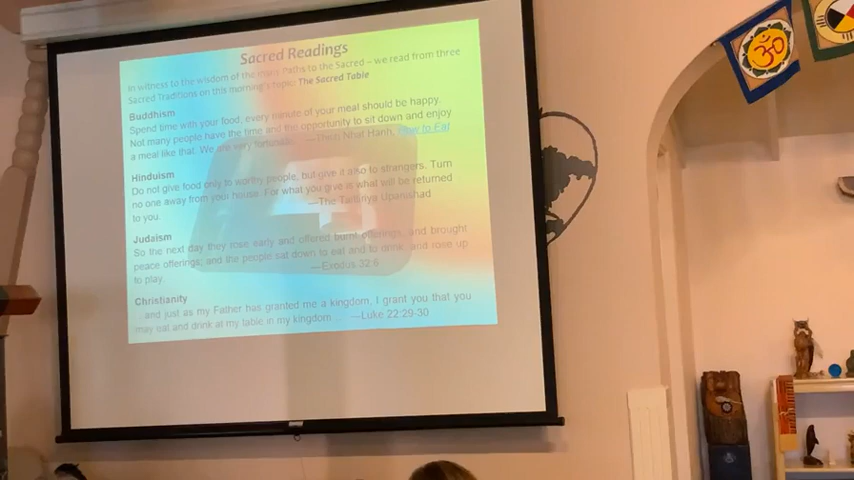 Sacred Readings
In witness to the wisdom of the many paths to the Sacred – we read from three
Sacred Traditions on this morning's topic: The Sacred Table
Buddhism
Spend time with your food, every minute of your meal should be happy.
Not many people have the time and the opportunity to sit down and enjoy
a meal like that. We are very fortunate. —Thich Nhat Hanh, How to Eat
Hinduism
Do not give food only to worthy people, but give it also to strangers. Turn
no one away from your house. For what you give is what will be returned
to you. —The Taittiriya Upanishad
Judaism
So the next day they rose early and offered burnt offerings, and brought
peace offerings; and the people sat down to eat and to drink, and rose up
to play. —Exodus 32:6
Christianity
and just as my Father has granted me a kingdom, I grant you that you
may eat and drink at my table in my kingdom —Luke 22:29-30
ॐ